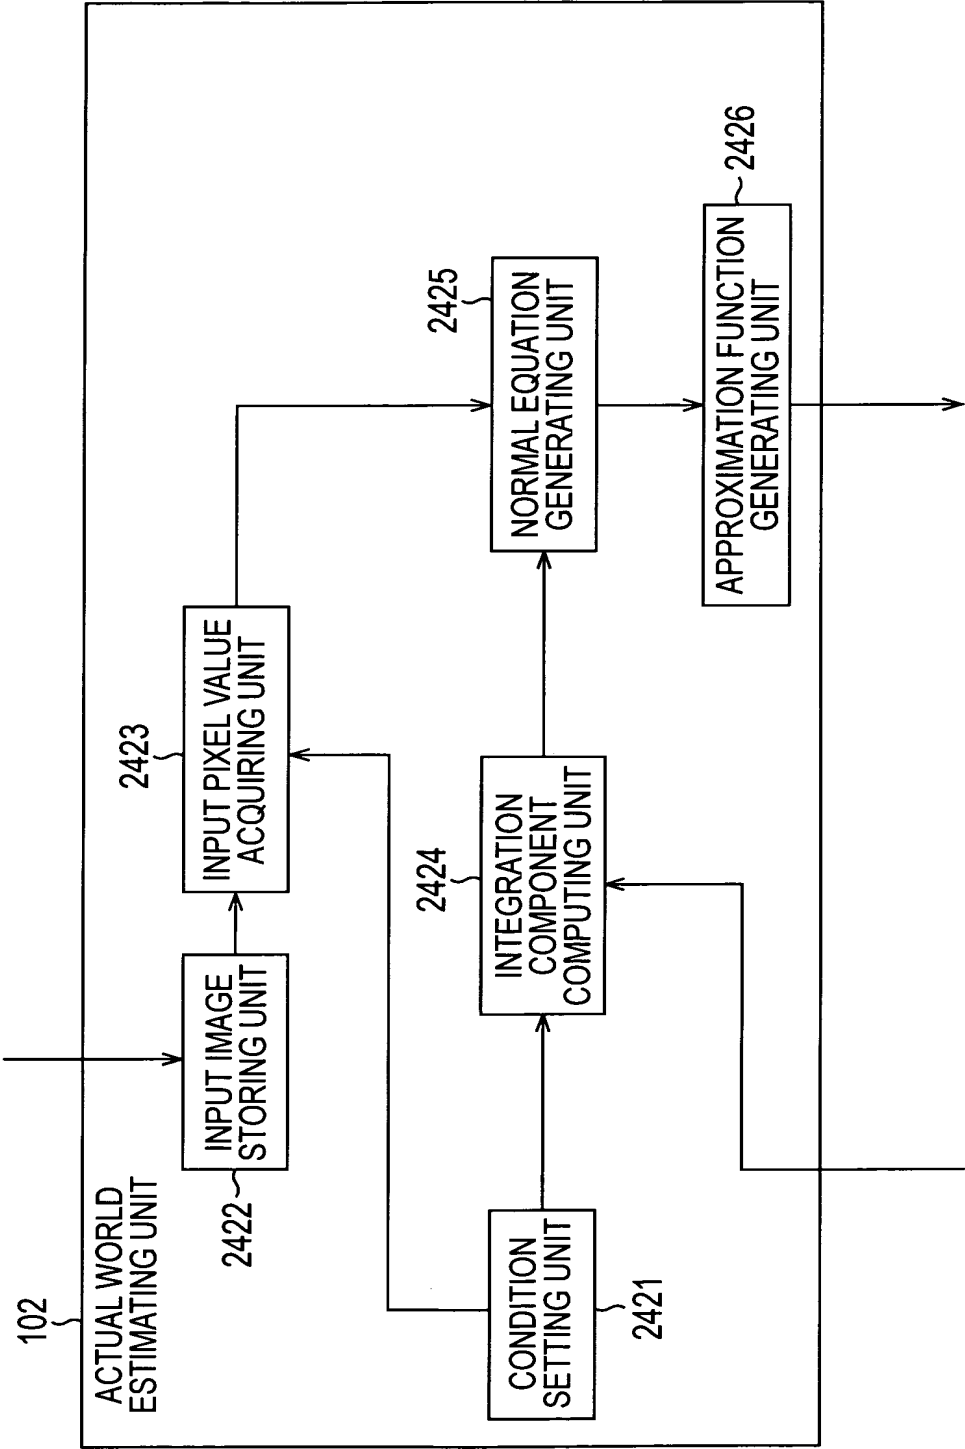 102
ACTUAL WORLD
ESTIMATING UNIT
2422
INPUT IMAGE
STORING UNIT
2423
INPUT PIXEL VALUE
ACQUIRING UNIT
2421
CONDITION
SETTING UNIT
2424
INTEGRATION
COMPONENT
COMPUTING UNIT
2425
NORMAL EQUATION
GENERATING UNIT
2426
APPROXIMATION FUNCTION
GENERATING UNIT